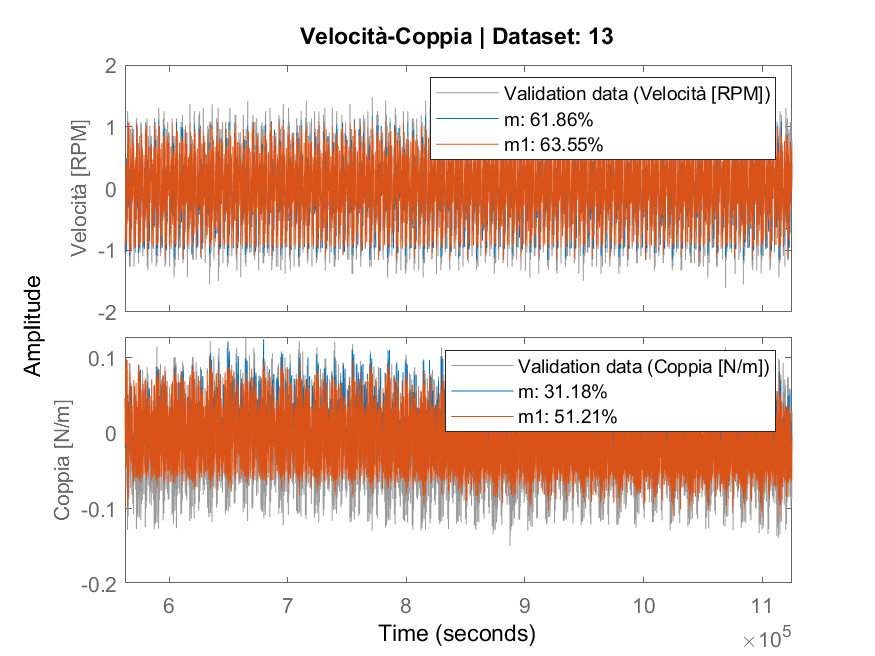 Velocità-Coppia | Dataset: 13
2
1
0
-1
-2
Velocità [RPM]
Validation data (Velocità [RPM])
m: 61.86%
m1: 63.55%
Amplitude
0.1
0
-0.1
-0.2
Coppia [N/m]
Validation data (Coppia [N/m])
m: 31.18%
m1: 51.21%
6 7 8 9 10 11
Time (seconds)
×10⁵